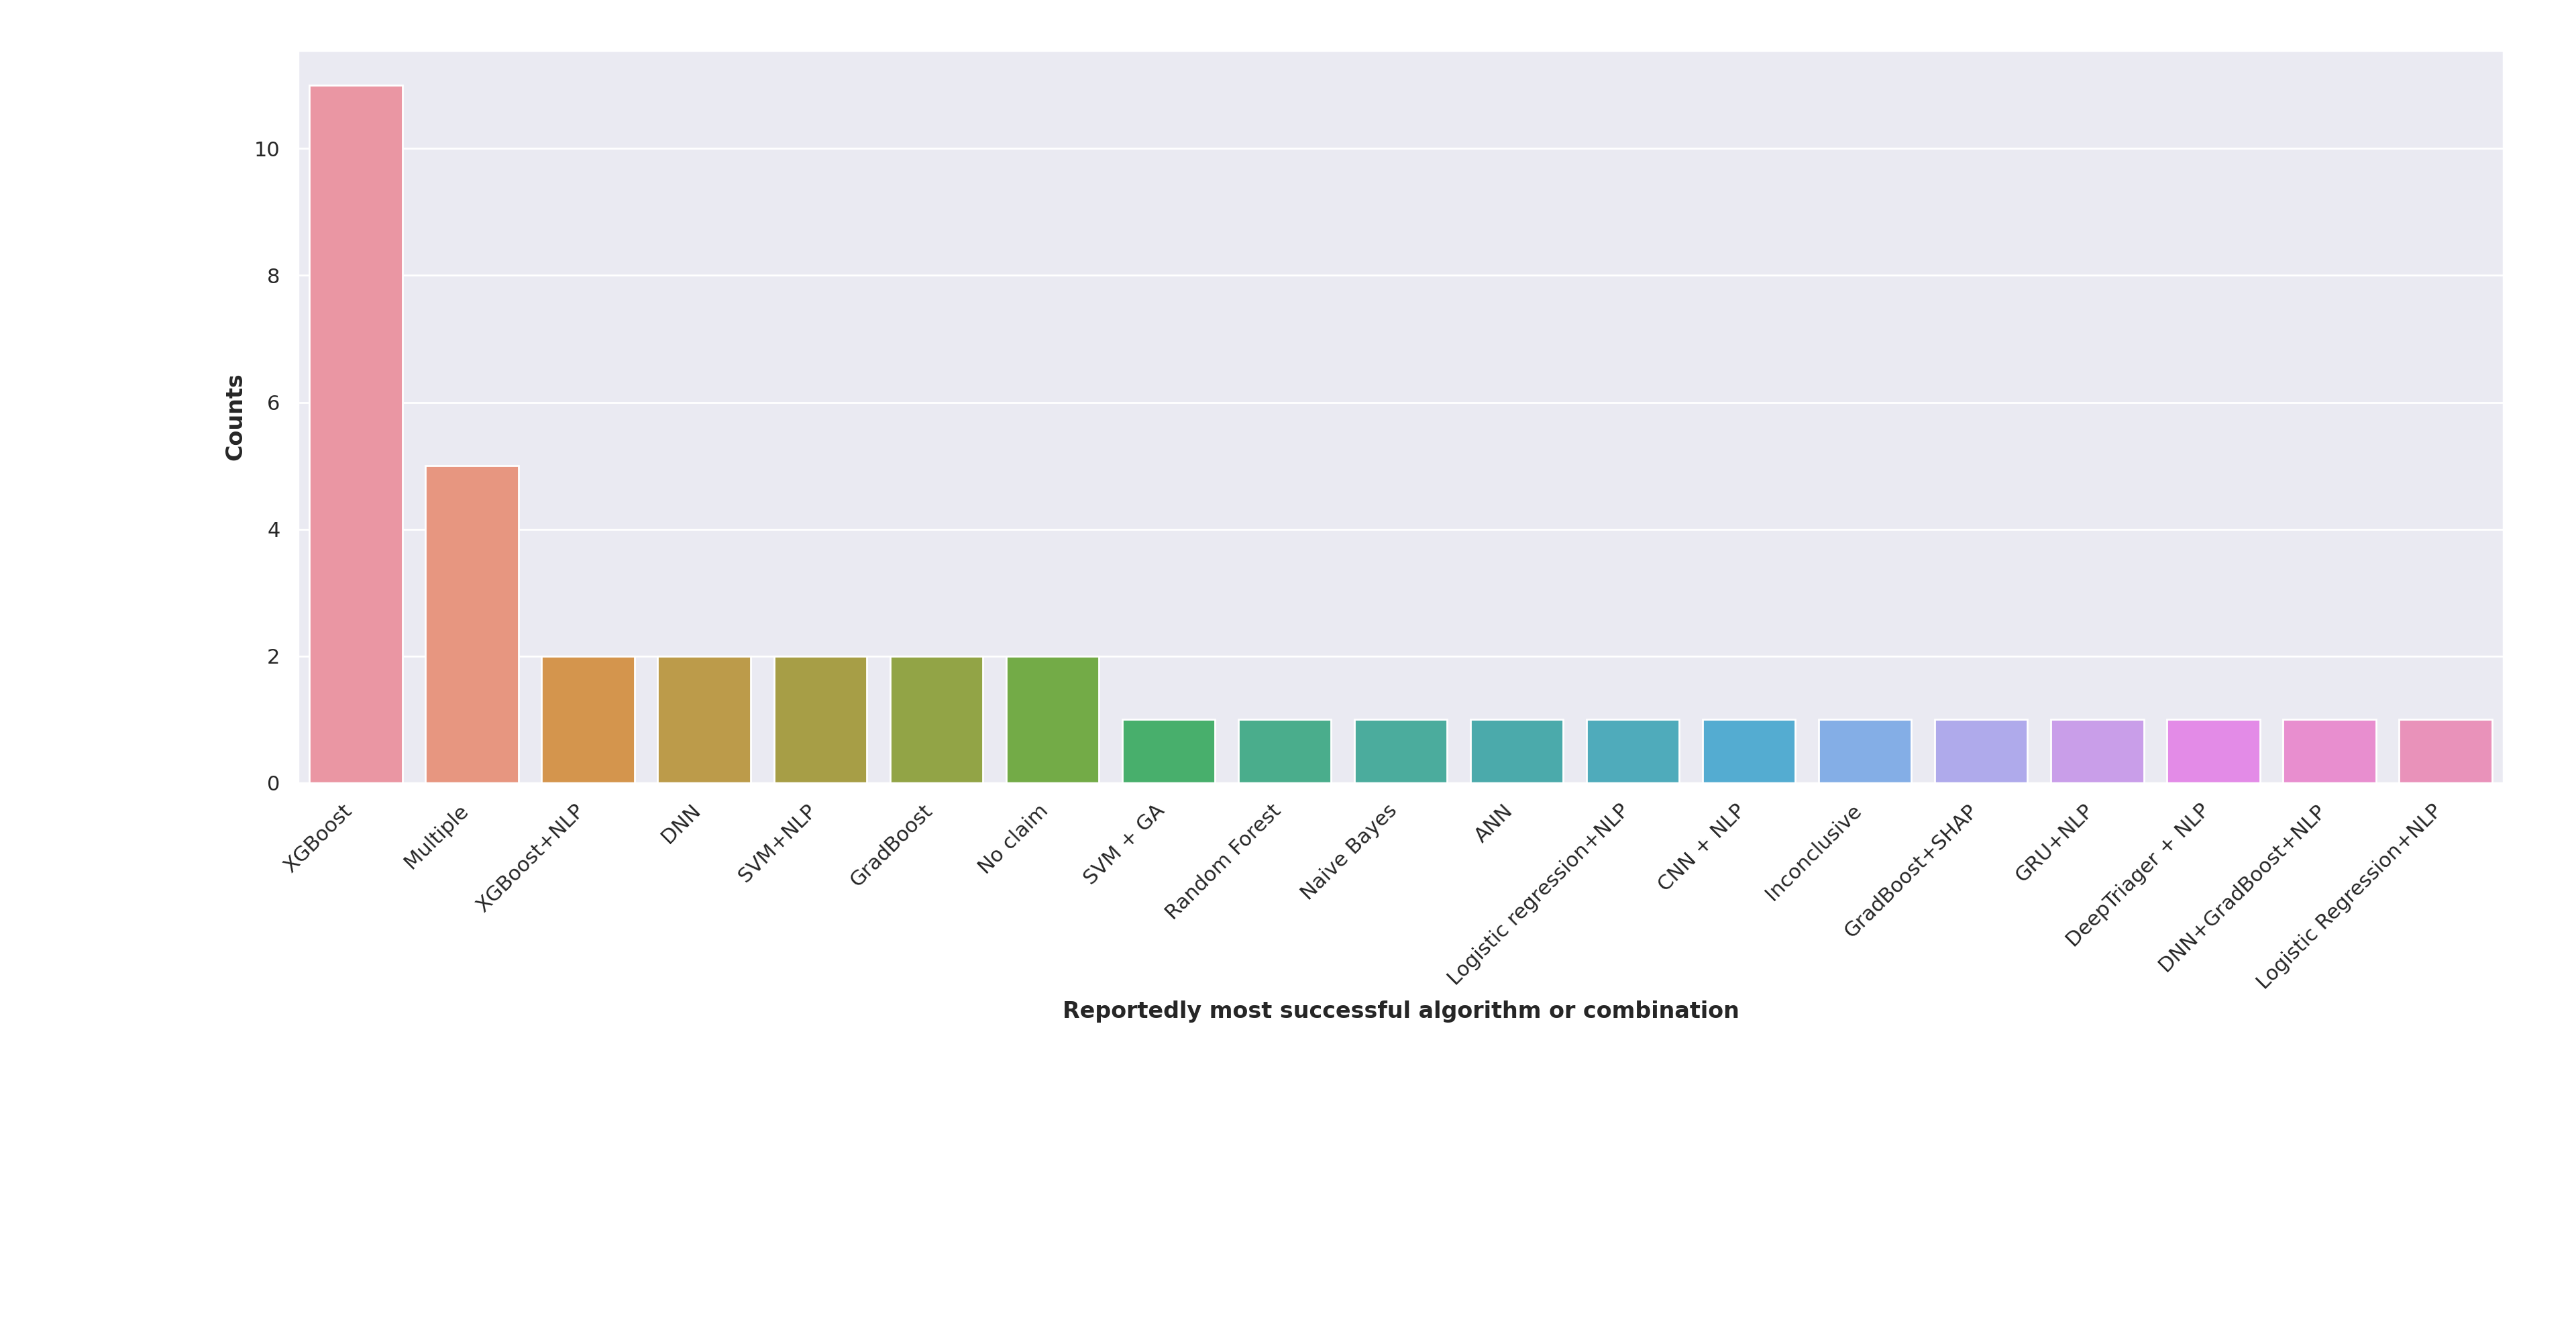 Counts
10
8
6
4
2
0
XGBoost
Multiple
XGBoost+NLP
DNN
SVM+NLP
GradBoost
No claim
SVM + GA
Random Forest
Naive Bayes
ANN
Logistic regression+NLP
CNN + NLP
Inconclusive
GradBoost+SHAP
GRU+NLP
DeepTriager + NLP
DNN+GradBoost+NLP
Logistic Regression+NLP
Reportedly most successful algorithm or combination